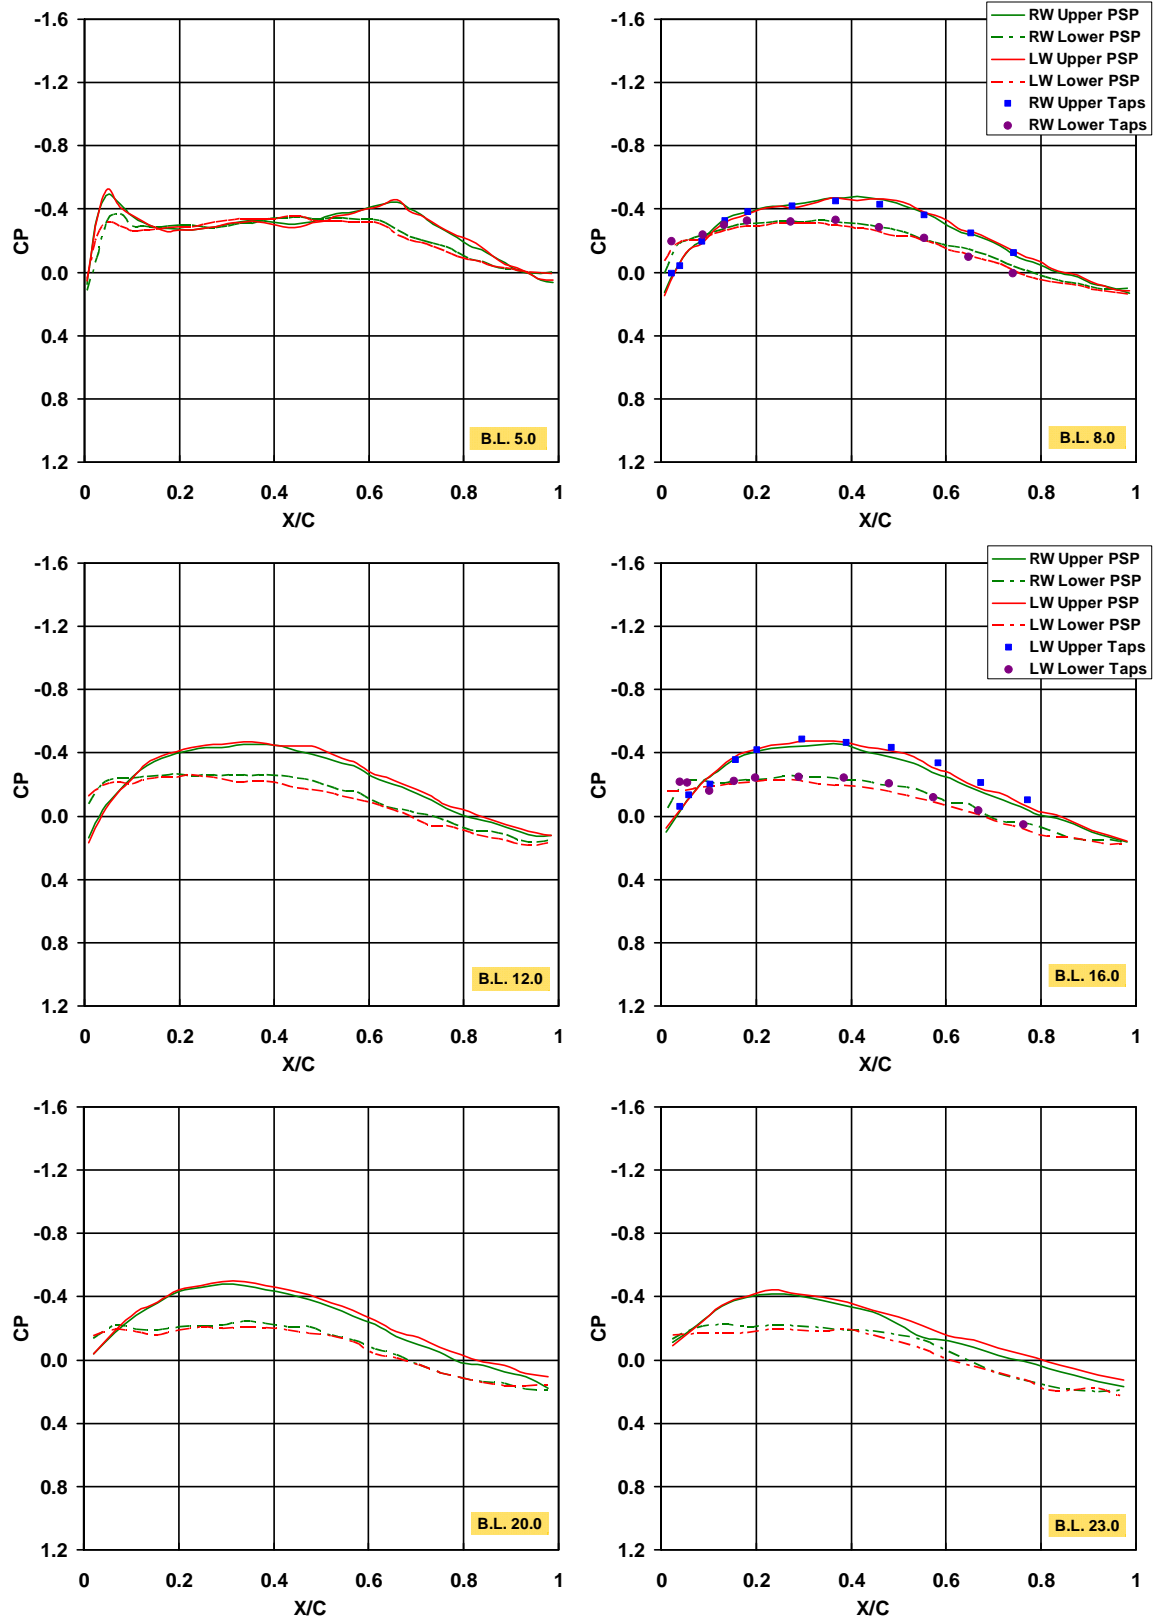 -1.6
-1.2
-0.8
-0.4
0.0
0.4
0.8
1.2
CP
0 0.2 0.4 0.6 0.8 1
X/C
B.L. 5.0
-1.6
-1.2
-0.8
-0.4
0.0
0.4
0.8
1.2
CP
0 0.2 0.4 0.6 0.8 1
X/C
B.L. 8.0
RW Upper PSP
RW Lower PSP
LW Upper PSP
LW Lower PSP
RW Upper Taps
RW Lower Taps
-1.6
-1.2
-0.8
-0.4
0.0
0.4
0.8
1.2
CP
0 0.2 0.4 0.6 0.8 1
X/C
B.L. 12.0
-1.6
-1.2
-0.8
-0.4
0.0
0.4
0.8
1.2
CP
0 0.2 0.4 0.6 0.8 1
X/C
B.L. 16.0
RW Upper PSP
RW Lower PSP
LW Upper PSP
LW Lower PSP
LW Upper Taps
LW Lower Taps
-1.6
-1.2
-0.8
-0.4
0.0
0.4
0.8
1.2
CP
0 0.2 0.4 0.6 0.8 1
X/C
B.L. 20.0
-1.6
-1.2
-0.8
-0.4
0.0
0.4
0.8
1.2
CP
0 0.2 0.4 0.6 0.8 1
X/C
B.L. 23.0